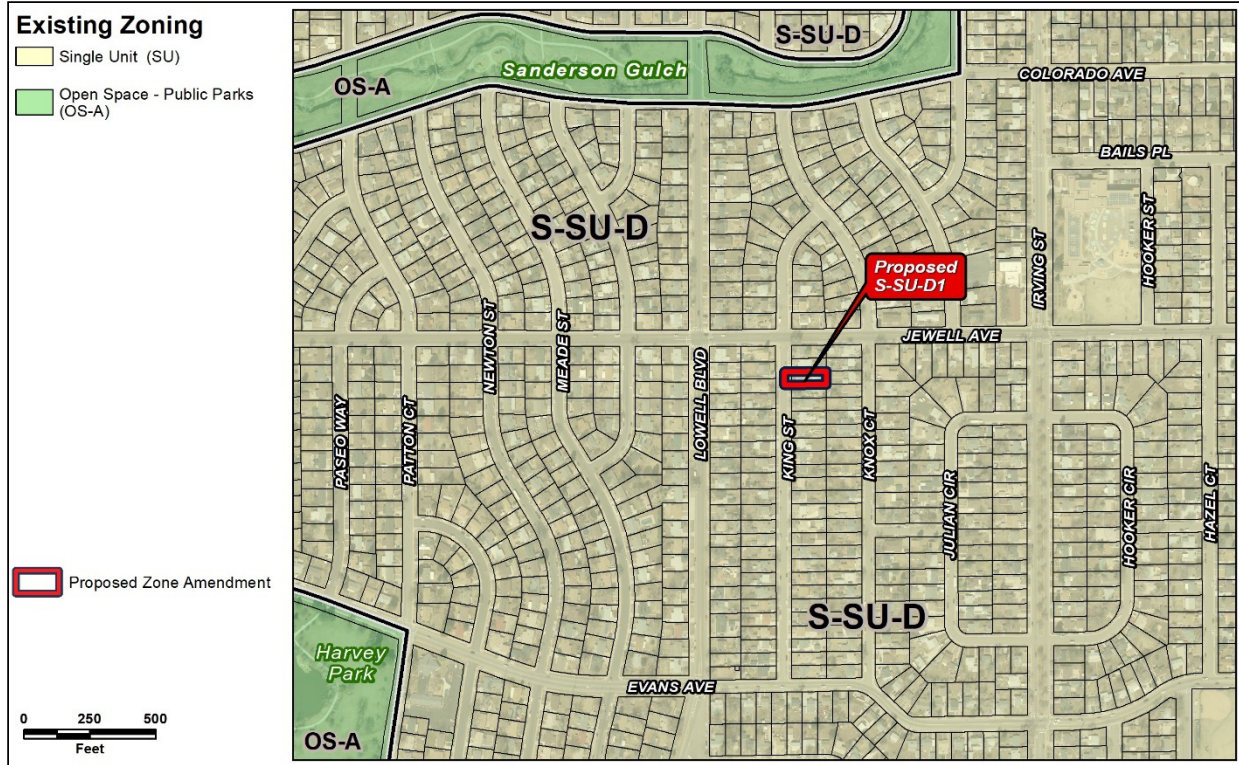 Existing Zoning
Single Unit (SU)
Open Space - Public Parks
(OS-A)
Proposed Zone Amendment
0 250 500
Feet
S-SU-D
Sanderson Gulch
OS-A
COLORADO AVE
BAILS PL
S-SU-D
HOOKER ST
IRVING ST
Proposed
S-SU-D1
NEWTON ST
MEADE ST
JEWELL AVE
LOWELL BLVD
PASEO WAY
PATTON CT
KING ST
KNOX CT
JULIAN CIR
HOOKER CIR
HAZEL CT
S-SU-D
Harvey
Park
EVANS AVE
OS-A